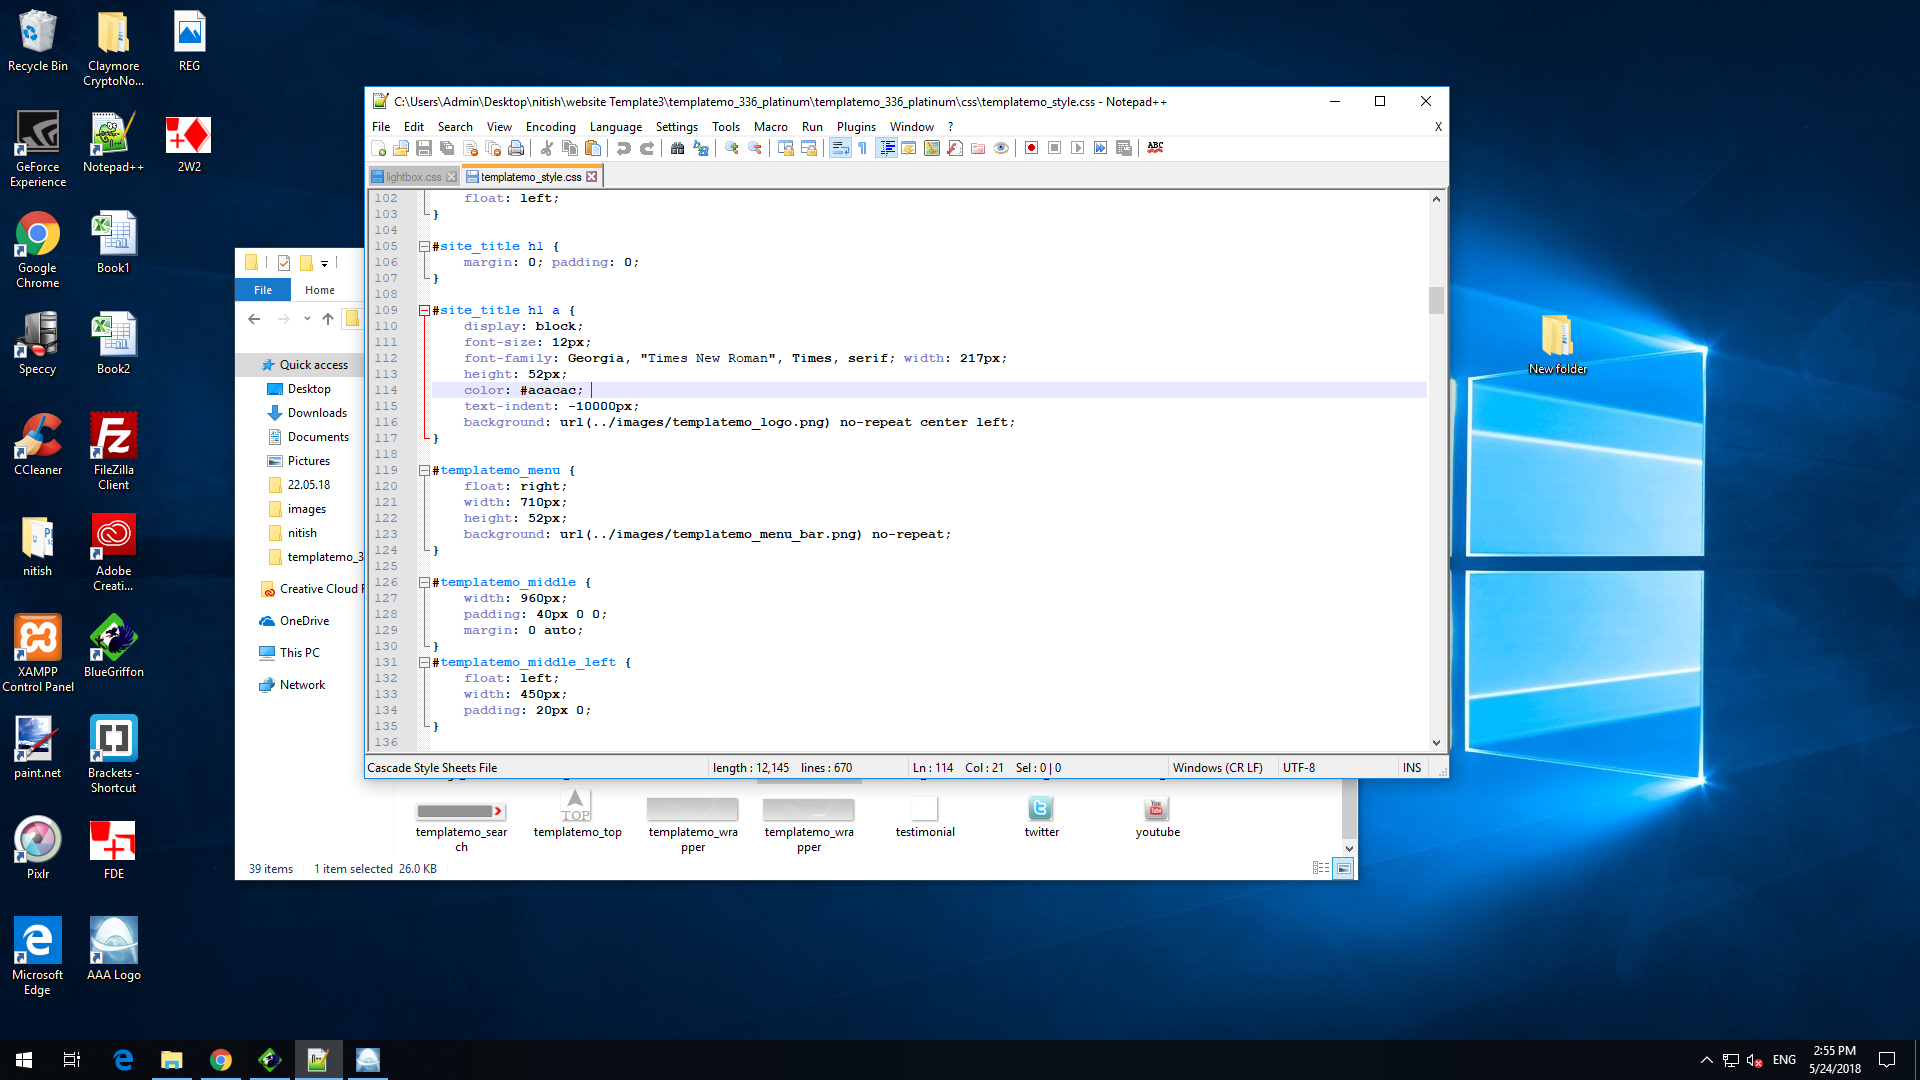 Recycle Bin
Claymore
CryptoNo...
REG
GeForce
Experience
Notepad++
2W2
Google
Chrome
Book1
Speccy
Book2
CCleaner
FileZilla
Client
nitish
Adobe
Creati...
XAMPP
Control Panel
BlueGriffon
paint.net
Brackets -
Shortcut
Pixlr
FDE
Microsoft
Edge
AAA Logo
New folder
File
Home
Quick access
Desktop
Downloads
Documents
Pictures
22.05.18
images
nitish
templatemo_3
Creative Cloud F
OneDrive
This PC
Network
C:\Users\Admin\Desktop\nitish\website Template3\templatemo_336_platinum\templatemo_336_platinum\css\templatemo_style.css - Notepad++
File Edit Search View Encoding Language Settings Tools Macro Run Plugins Window ? X
ABC
lightbox.css
templatemo_style.css
102 float: left;
103 }
104
105 #site_title h1 {
106 margin: 0; padding: 0;
107 }
108
109 #site_title h1 a {
110 display: block;
111 font-size: 12px;
112 font-family: Georgia, "Times New Roman", Times, serif; width: 217px;
113 height: 52px;
114 color: #acacac;
115 text-indent: -10000px;
116 background: url(../images/templatemo_logo.png) no-repeat center left;
117 }
118
119 #templatemo_menu {
120 float: right;
121 width: 710px;
122 height: 52px;
123 background: url(../images/templatemo_menu_bar.png) no-repeat;
124 }
125
126 #templatemo_middle {
127 width: 960px;
128 padding: 40px 0 0;
129 margin: 0 auto;
130 }
131 #templatemo_middle_left {
132 float: left;
133 width: 450px;
134 padding: 20px 0;
135 }
136
Cascade Style Sheets File
length : 12,145 lines : 670
Ln : 114 Col : 21 Sel : 0 | 0
Windows (CR LF)
UTF-8
INS
TOP
You
templatemo_sear
ch
templatemo_top
templatemo_wra
pper
templatemo_wra
pper
testimonial
twitter
youtube
39 items
1 item selected 26.0 KB
ENG
2:55 PM
5/24/2018